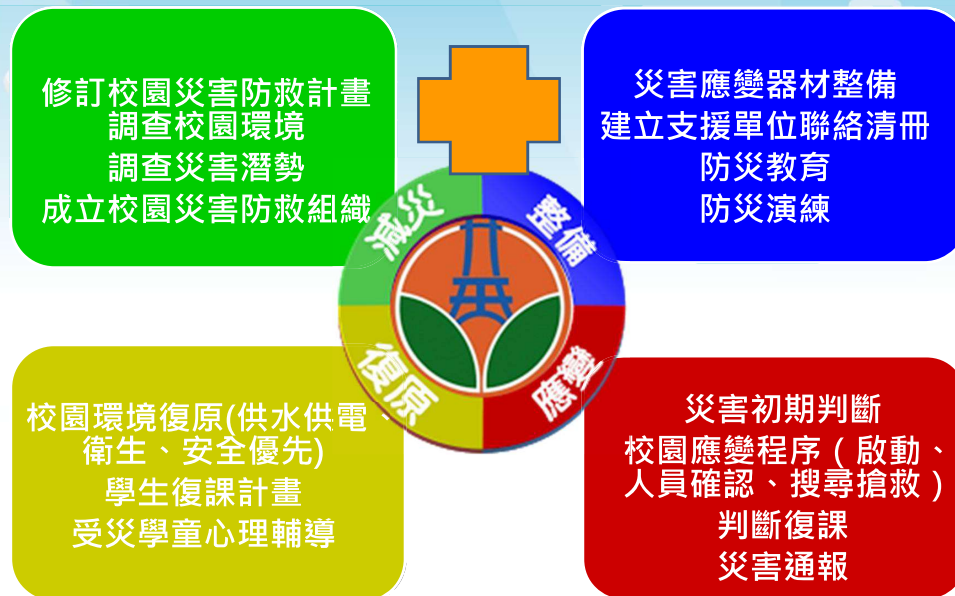 修訂校園災害防救計畫
調查校園環境
調查災害潛勢
成立校園災害防救組織
災害應變器材整備
建立支援單位聯絡清冊
防災教育
防災演練
減災
整備
復原
應變
校園環境復原(供水供電、
衛生、安全優先)
學生復課計畫
受災學童心理輔導
災害初期判斷
校園應變程序（啟動、
人員確認、搜尋搶救）
判斷復課
災害通報